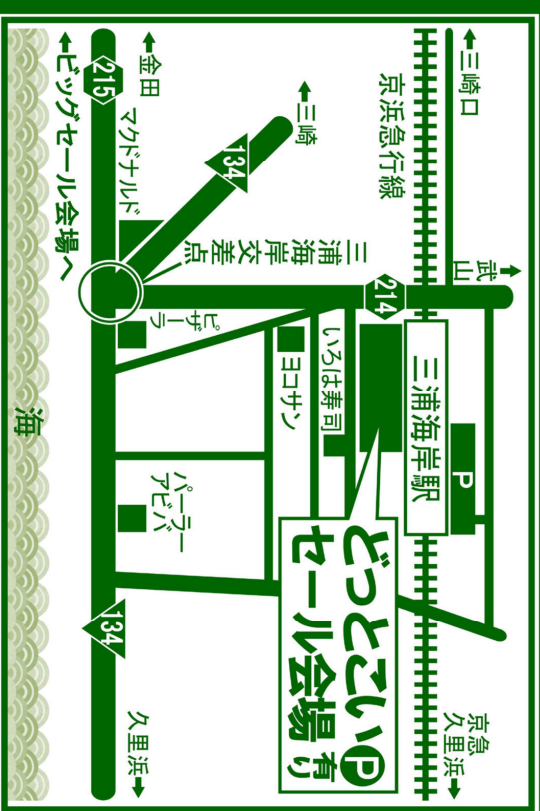 ←三崎口
京浜急行線
←三崎
134
←金田
マクドナルド
215
←ビッグセール会場へ
武山→
214
三浦海岸交差点
三浦海岸駅
P
いろは寿司
ヨコサン
ピザーラ
どっとこい
セール会場
P有り
パーラー
アビバ
海
134
京急
久里浜→
久里浜→